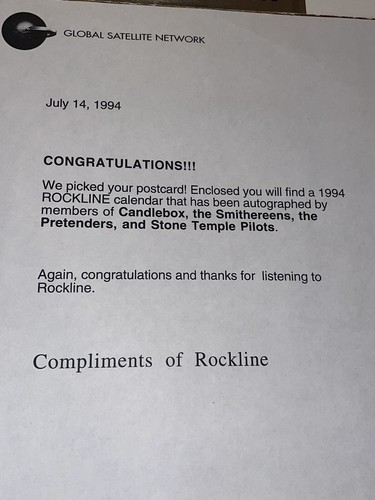 GLOBAL SATELLITE NETWORK
July 14, 1994
CONGRATULATIONS!!!
We picked your postcard! Enclosed you will find a 1994
ROCKLINE calendar that has been autographed by
members of Candlebox, the Smithereens, the
Pretenders, and Stone Temple Pilots.
Again, congratulations and thanks for listening to
Rockline.
Compliments of Rockline